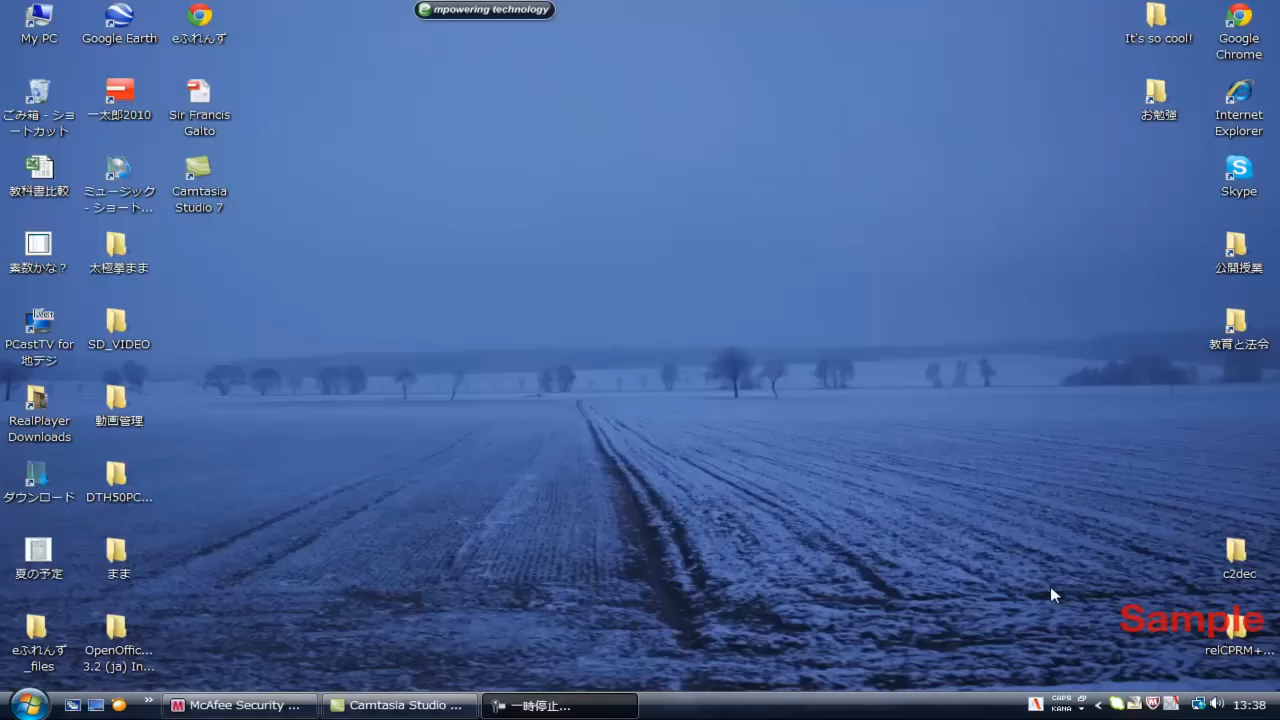 mpowering technology
My PC
Google Earth
eふれんず
It's so cool!
Google
Chrome
ごみ箱 - ショ
ートカット
一太郎2010
Sir Francis
Galto
お勉強
Internet
Explorer
教科書比較
ミュージック
- ショート...
Camtasia
Studio 7
Skype
素数かな？
太極拳まま
公開授業
PCastTV for
地デジ
SD_VIDEO
教育と法令
RealPlayer
Downloads
動画管理
ダウンロード
DTH50PC...
夏の予定
まま
c2dec
Sample
eふれんず
_files
OpenOffic...
3.2 (ja) In...
relCPRM+...
McAfee Security ...
Camtasia Studio ...
一時停止...
CAPS
KANA
13:38